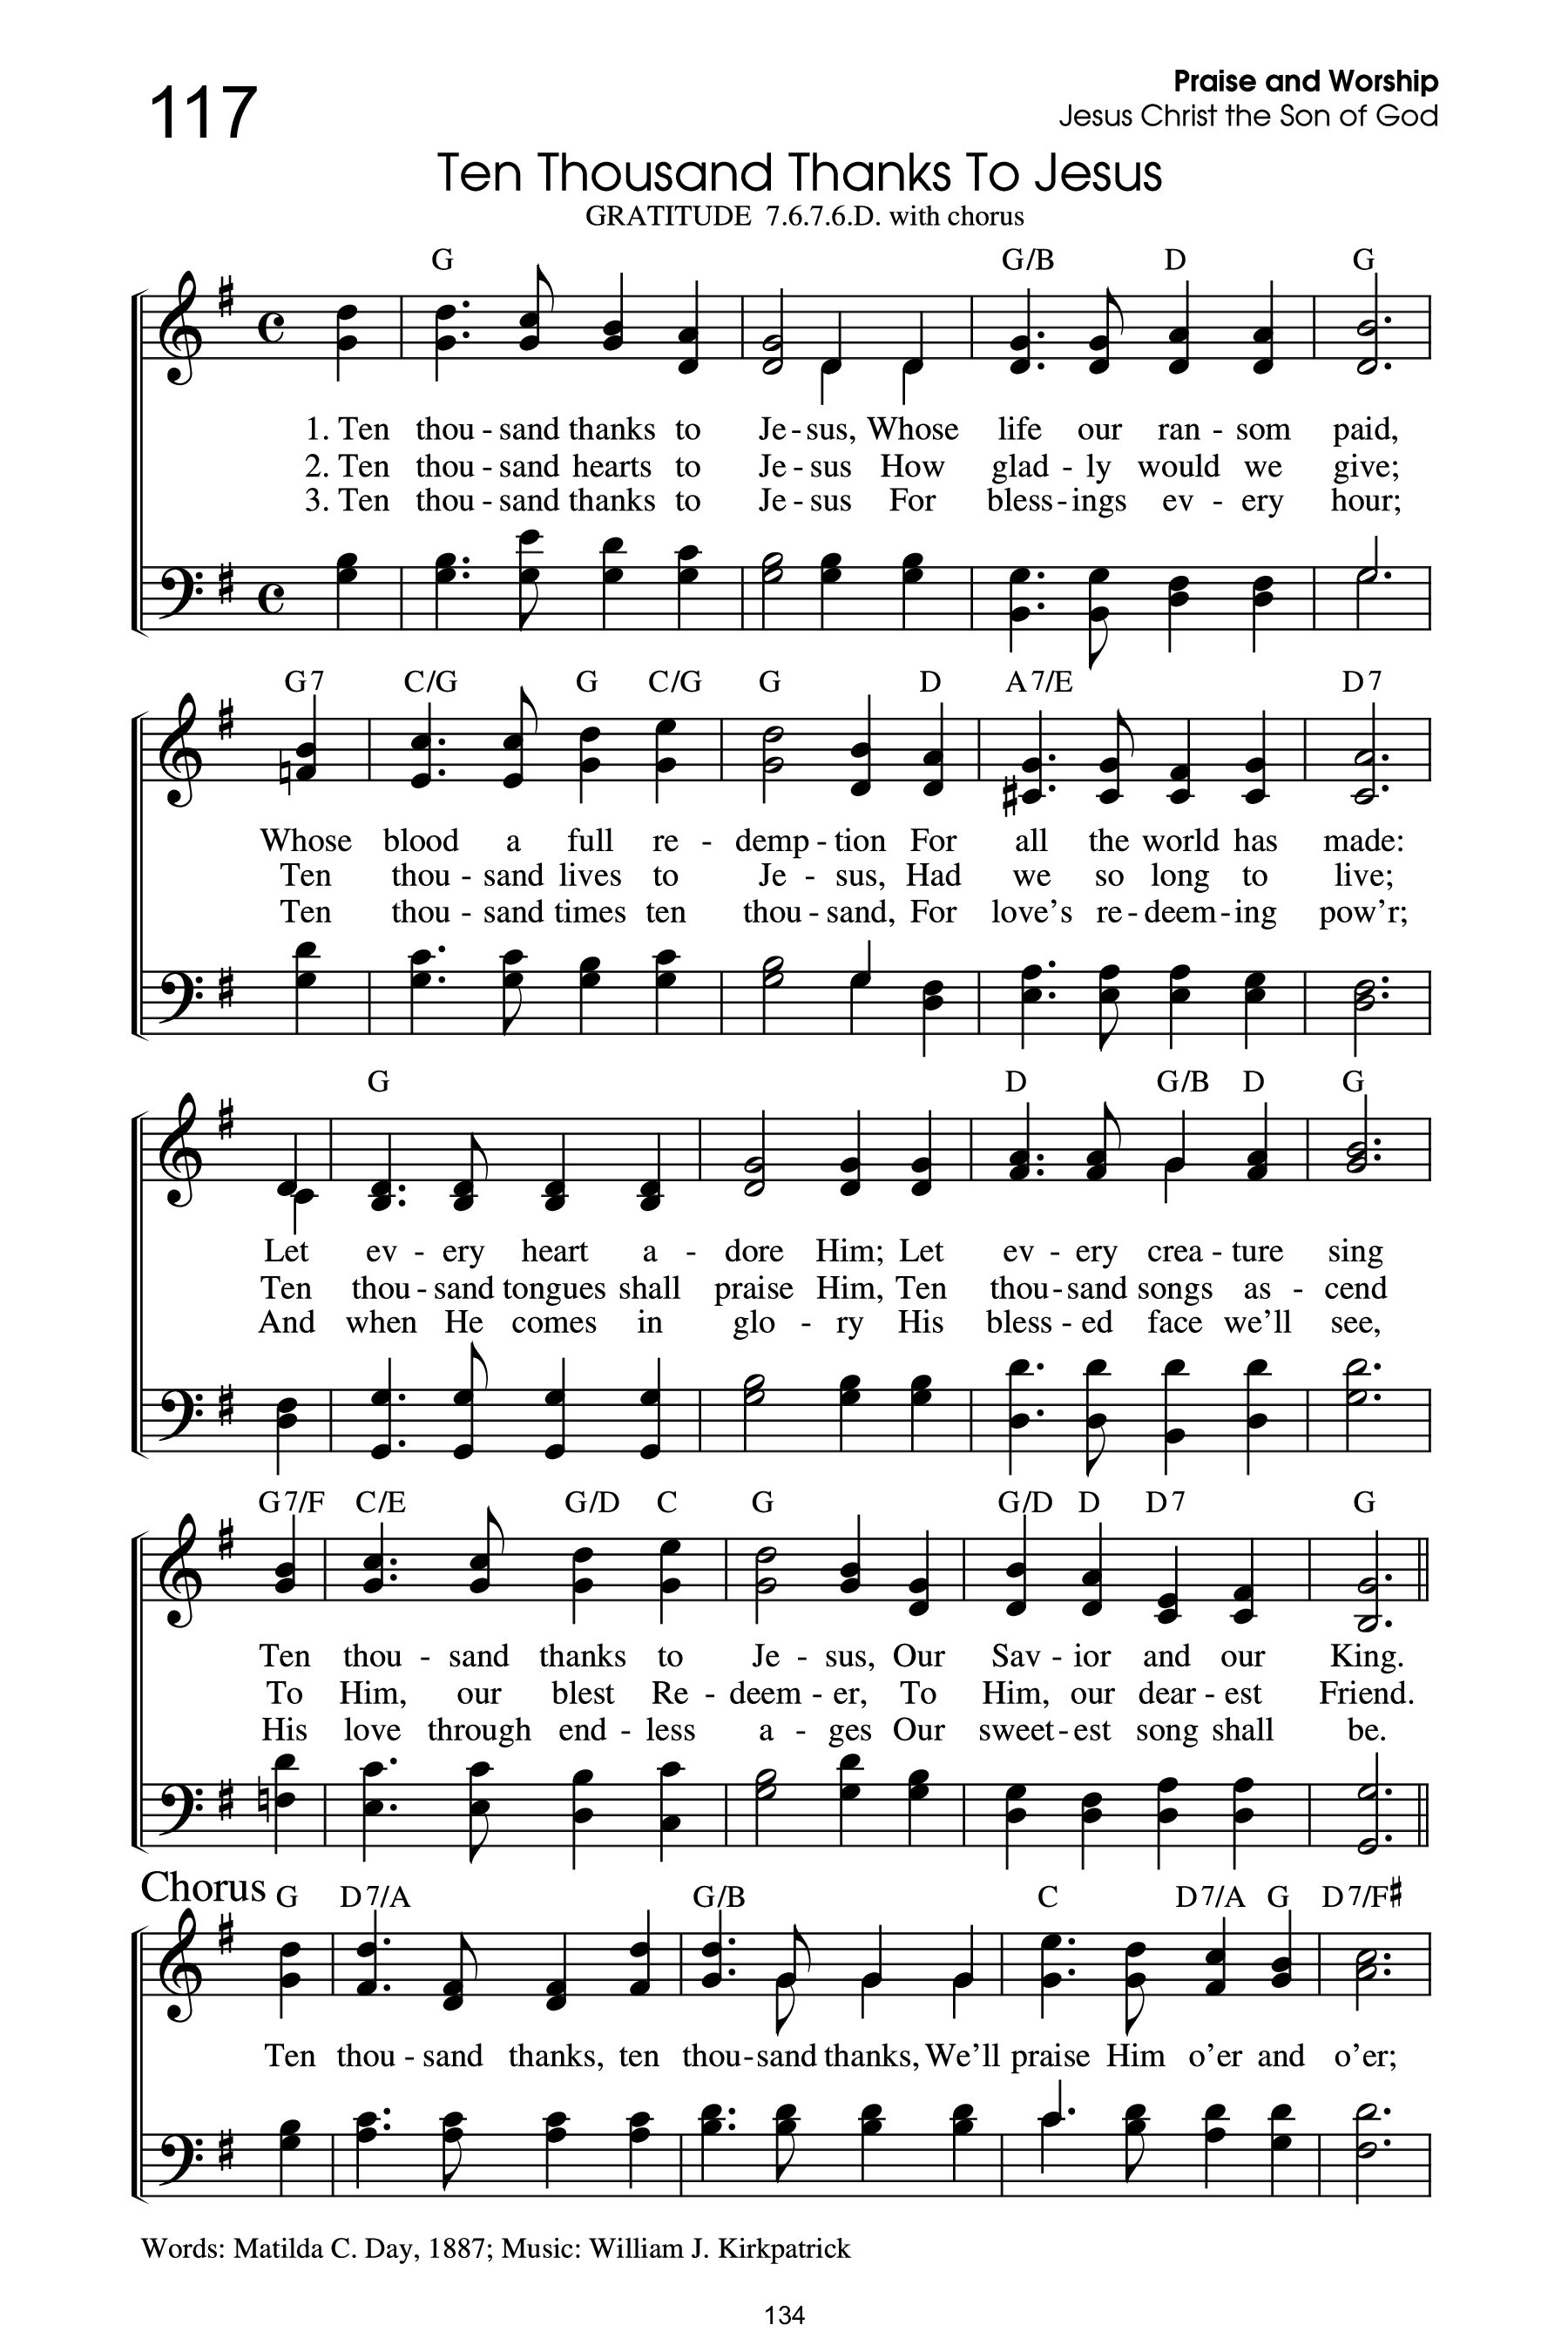 117
Praise and Worship
Jesus Christ the Son of God
Ten Thousand Thanks To Jesus
GRATITUDE 7.6.7.6.D. with chorus
G G/B D G
1. Ten thou - sand thanks to Je - sus, Whose life our ran - som paid,
2. Ten thou - sand hearts to Je - sus How glad - ly would we give;
3. Ten thou - sand thanks to Je - sus For bless - ings ev - ery hour;
G7 C/G G C/G G D A7/E D7
Whose blood a full re - demp - tion For all the world has made:
Ten thou - sand lives to Je - sus, Had we so long to live;
Ten thou - sand times ten thou - sand, For love's re - deem - ing pow'r;
G D G/B D G
Let ev - ery heart a - dore Him; Let ev - ery crea - ture sing
Ten thou - sand tongues shall praise Him, Ten thou - sand songs as - cend
And when He comes in glo - ry His bless - ed face we'll see,
G7/F C/E G/D C G G/D D D7 G
Ten thou - sand thanks to Je - sus, Our Sav - ior and our King.
To Him, our blest Re - deem - er, To Him, our dear - est Friend.
His love through end - less a - ges Our sweet - est song shall be.
Chorus G D7/A G/B C D7/A G D7/F♯
Ten thou - sand thanks, ten thou - sand thanks, We'll praise Him o'er and o'er;
Words: Matilda C. Day, 1887; Music: William J. Kirkpatrick
134